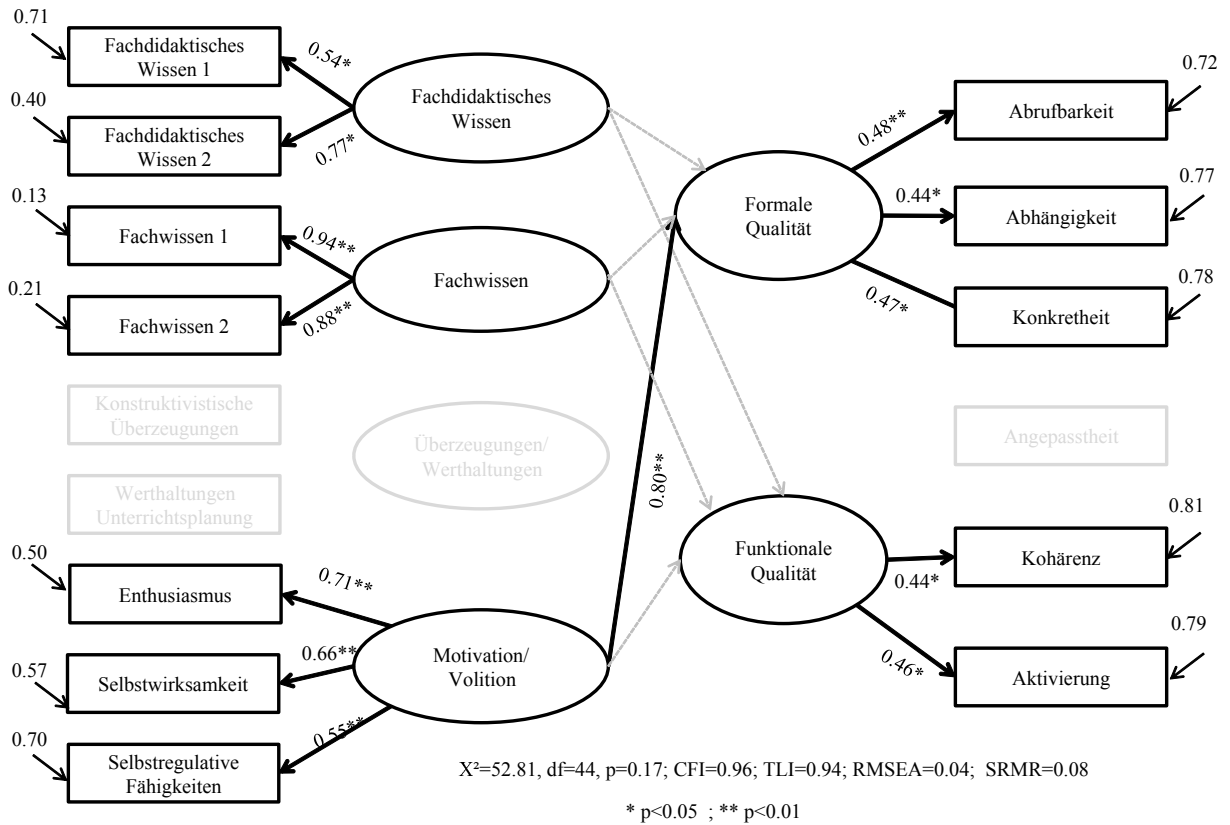 0.71
Fachdidaktisches
Wissen 1
0.54*
0.40
Fachdidaktisches
Wissen 2
0.77*
Fachdidaktisches
Wissen
0.13
Fachwissen 1
0.94**
0.21
Fachwissen 2
0.88**
Fachwissen
Konstruktivistische
Überzeugungen
Werthaltungen
Unterrichtsplanung
Überzeugungen/
Werthaltungen
0.50
Enthusiasmus
0.71**
0.57
Selbstwirksamkeit
0.66**
0.70
Selbstregulative
Fähigkeiten
0.55**
Motivation/
Volition
0.80**
Formale
Qualität
0.48**
Abrufbarkeit
0.72
0.44*
Abhängigkeit
0.77
0.47*
Konkretheit
0.78
Angepasstheit
Funktionale
Qualität
0.44*
Kohärenz
0.81
0.46*
Aktivierung
0.79
X²=52.81, df=44, p=0.17; CFI=0.96; TLI=0.94; RMSEA=0.04; SRMR=0.08
* p<0.05 ; ** p<0.01